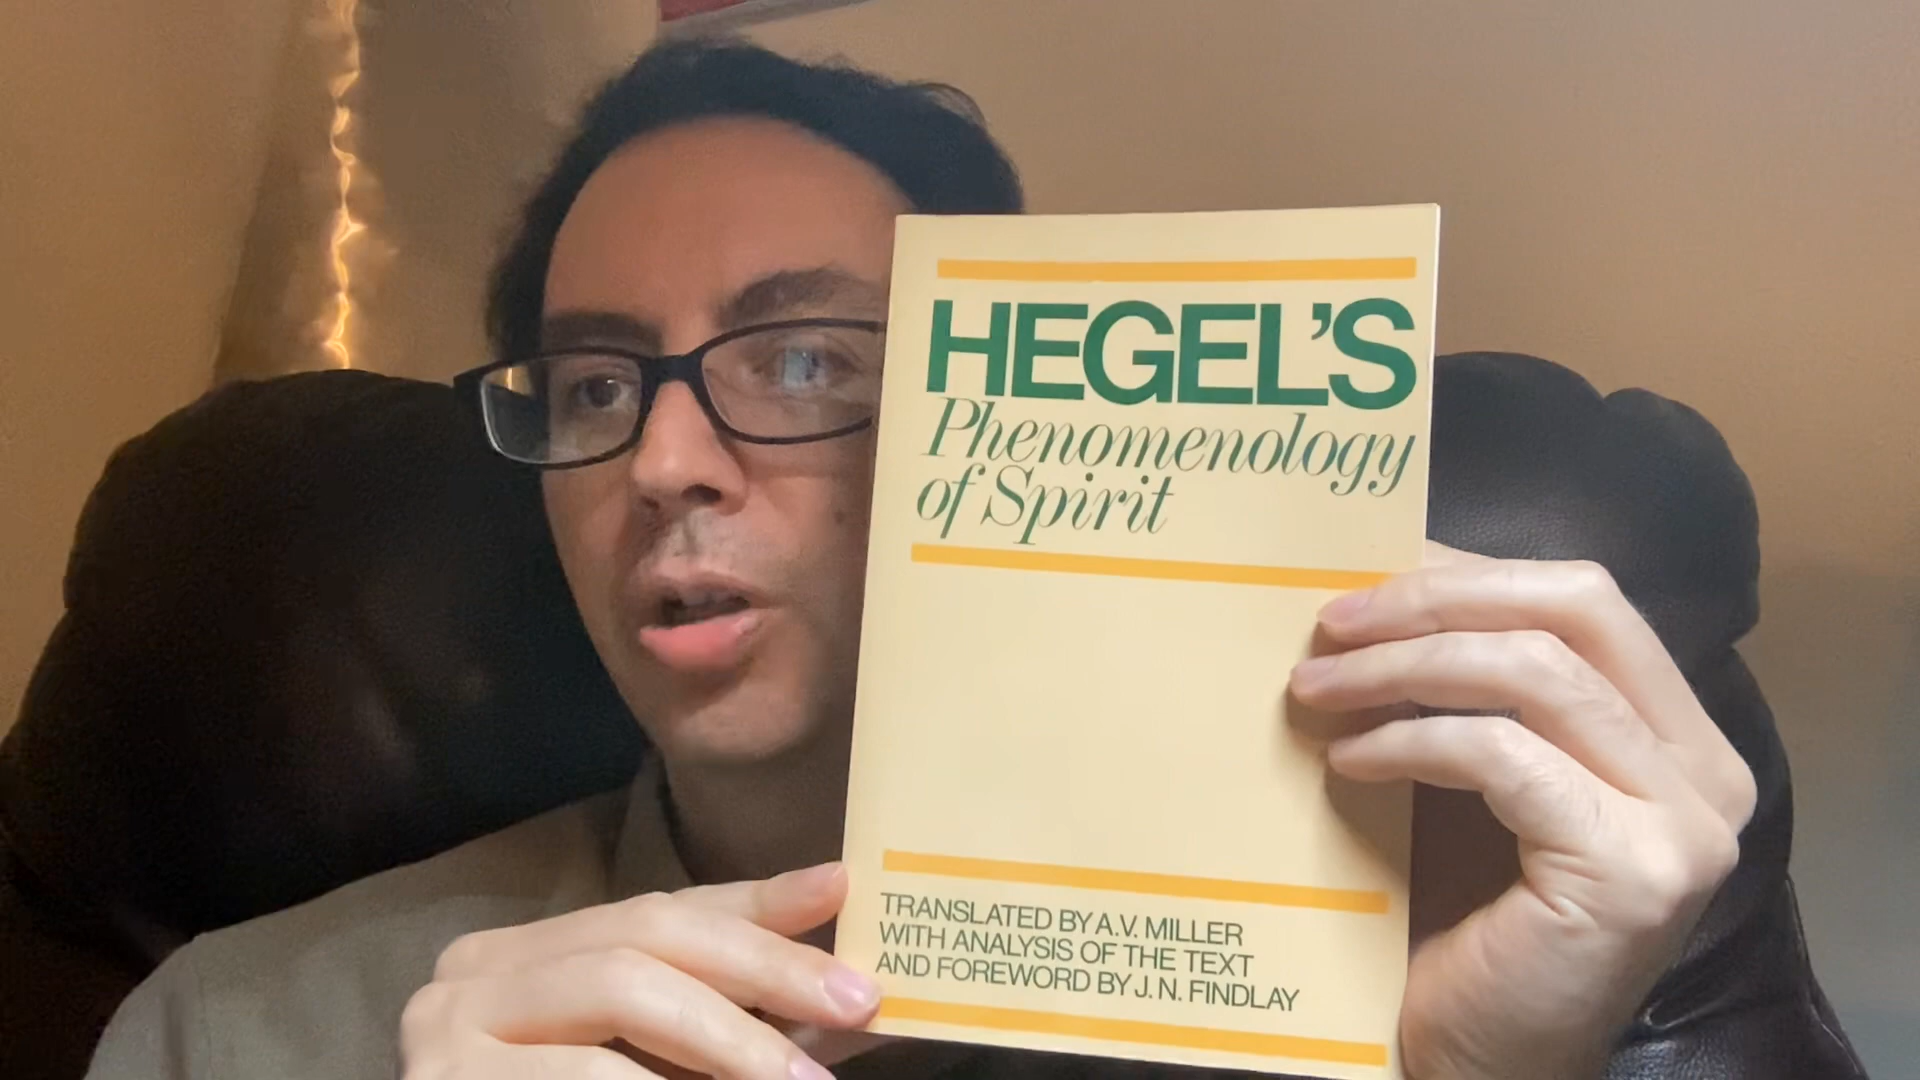 HEGEL'S
Phenomenology
of Spirit
TRANSLATED BY A.V. MILLER
WITH ANALYSIS OF THE TEXT
AND FOREWORD BY J. N. FINDLAY